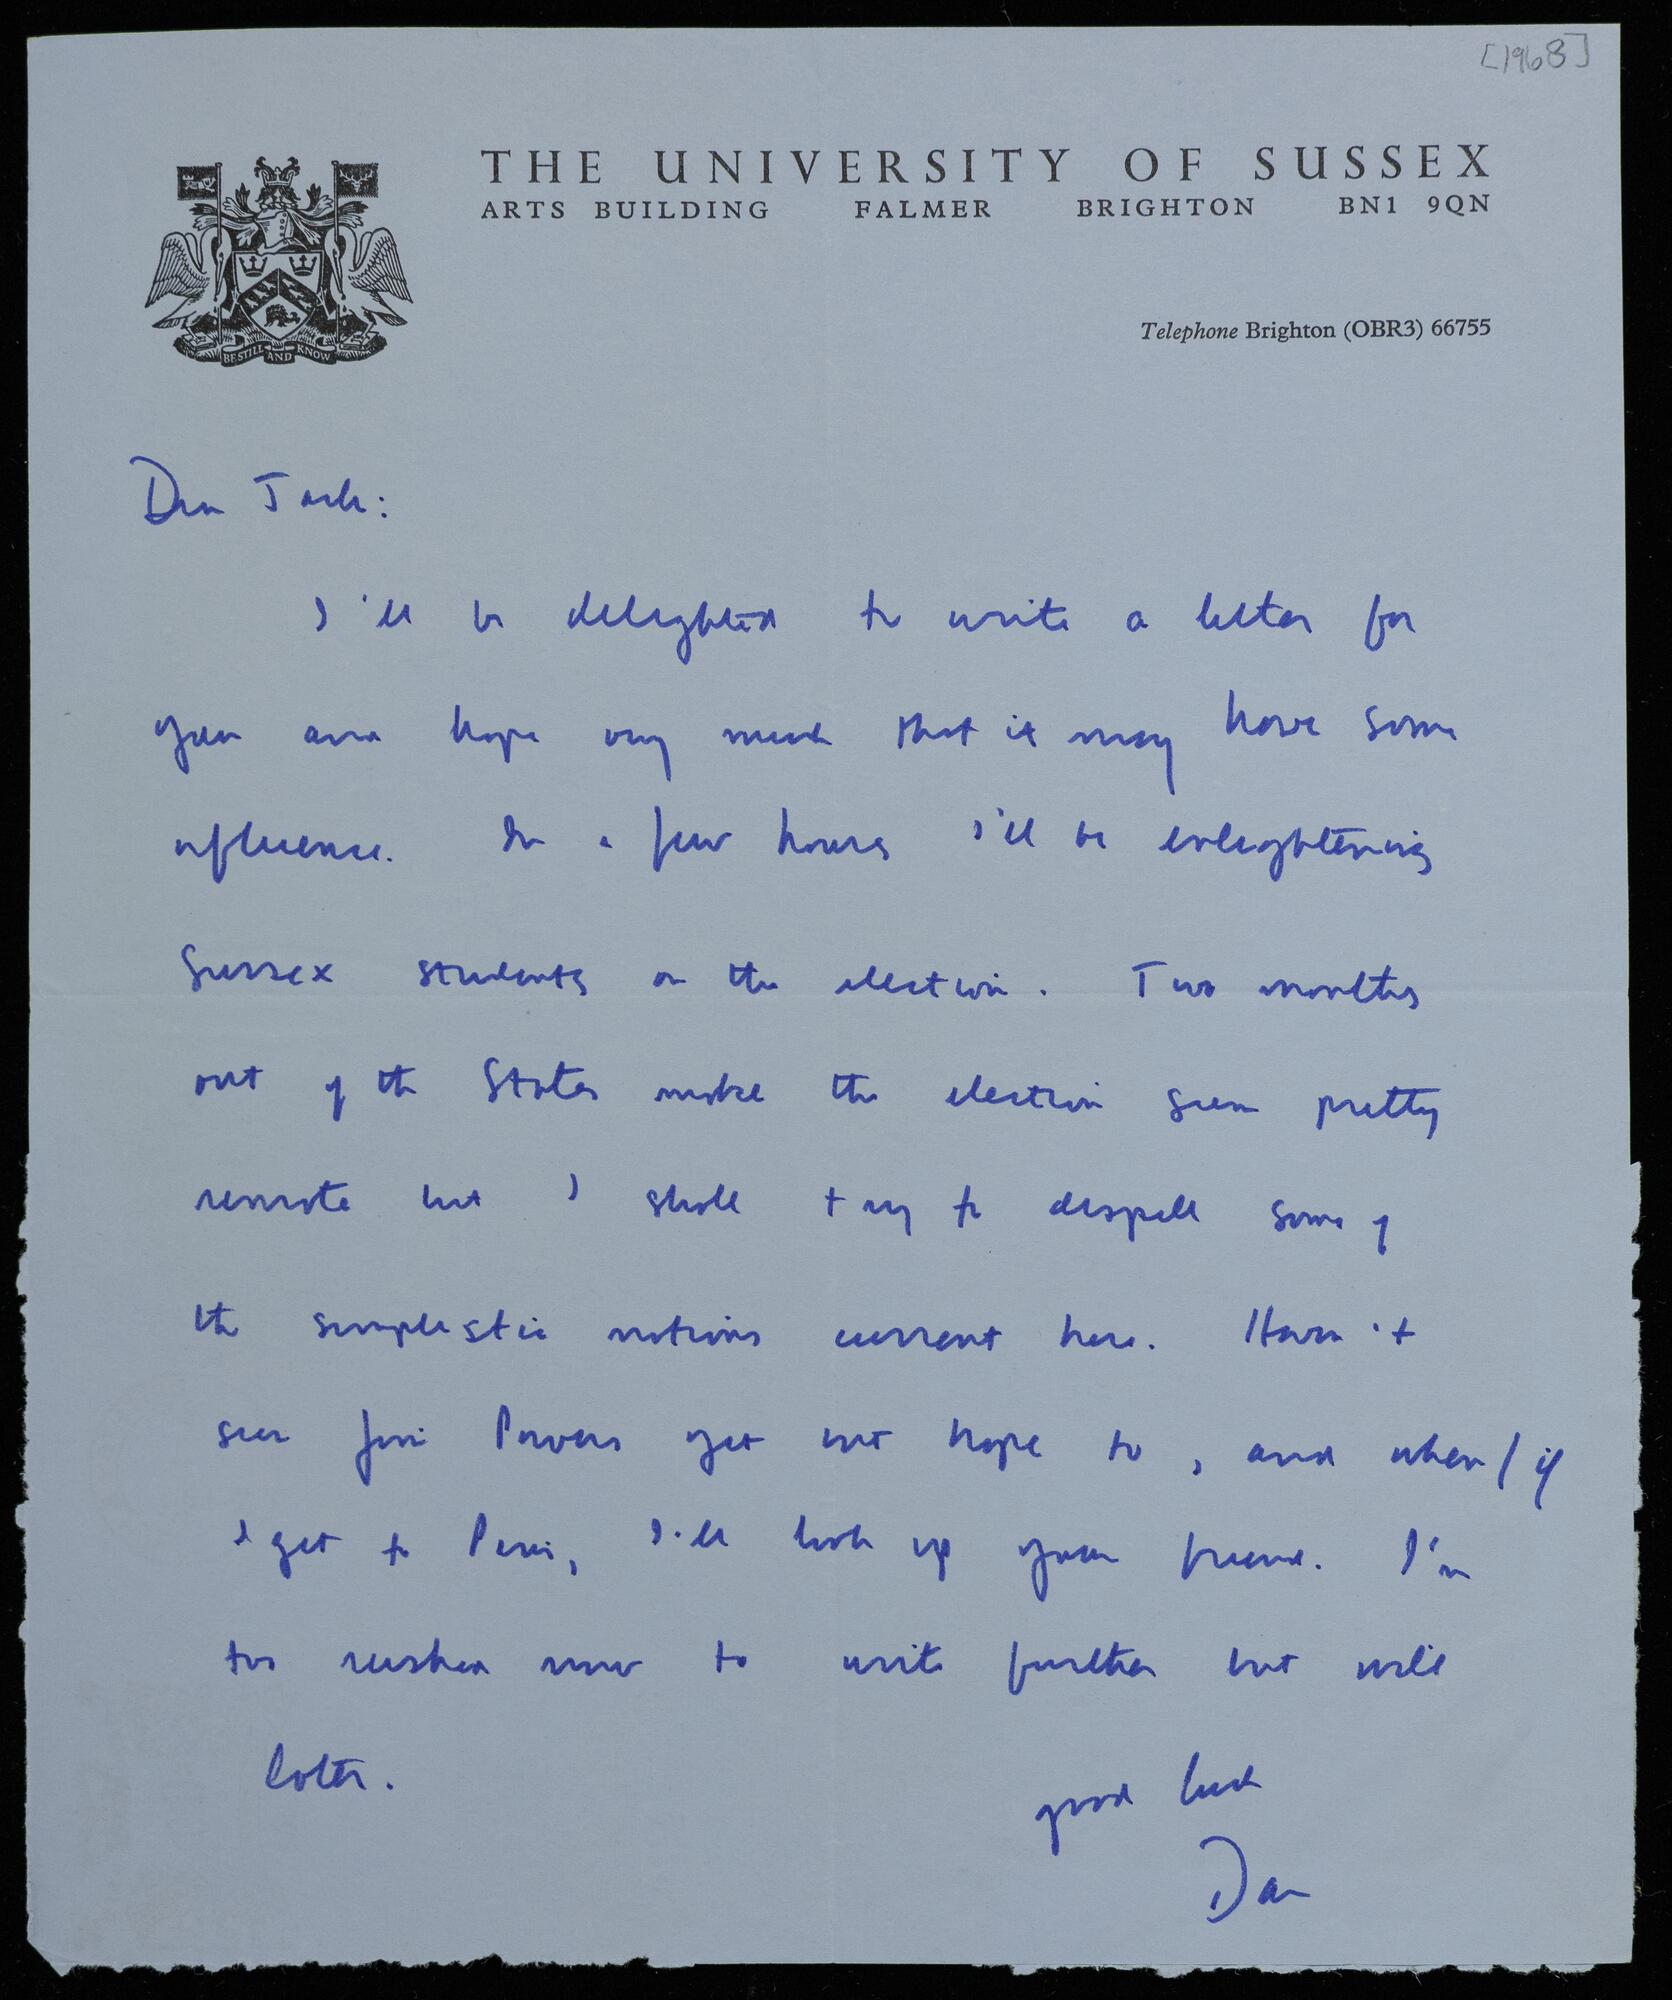 [1968]
THE UNIVERSITY OF SUSSEX
ARTS BUILDING FALMER BRIGHTON BN1 9QN
Telephone Brighton (OBR3) 66755
BE STILL AND KNOW
Dear Jack:
I'll be delighted to write a letter for
you and hope very much that it may have some
influence. In a few hours I'll be enlightening
Sussex students on the election. Two months
out of the States make the election seem pretty
remote but I shall try to dispell some of
the simplistic notions current here. Haven't
seen Jim Powers yet but hope to, and when/if
I get to Paris, I'll look up your friend. I'm
too rushed now to write further but will
later.
good luck
Dan